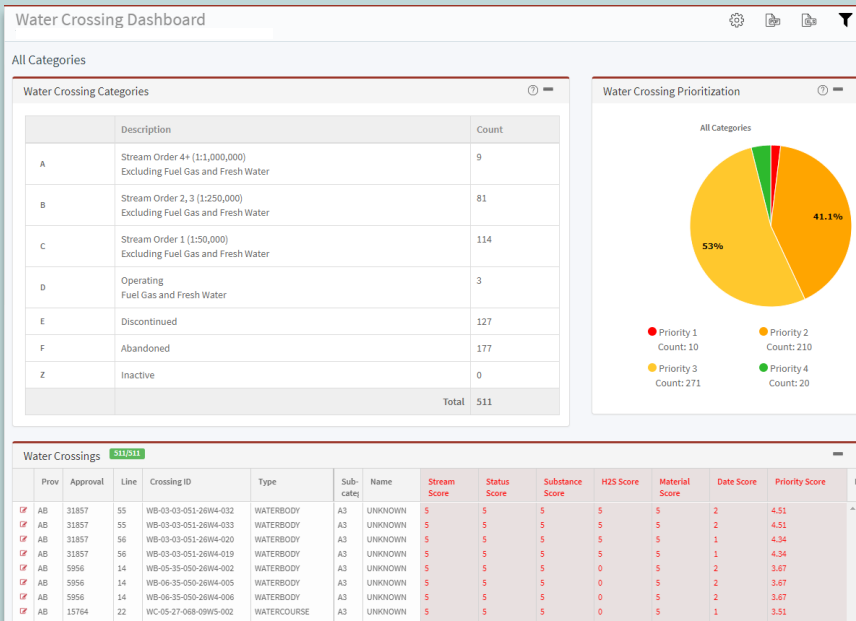 Water Crossing Dashboard
All Categories
Water Crossing Categories
Description Count
A Stream Order 4+ (1:1,000,000) 9
Excluding Fuel Gas and Fresh Water
B Stream Order 2, 3 (1:250,000) 81
Excluding Fuel Gas and Fresh Water
C Stream Order 1 (1:50,000) 114
Excluding Fuel Gas and Fresh Water
D Operating 3
Fuel Gas and Fresh Water
E Discontinued 127
F Abandoned 177
Z Inactive 0
Total 511
Water Crossing Prioritization
All Categories
41.1%
53%
Priority 1
Count: 10
Priority 2
Count: 210
Priority 3
Count: 271
Priority 4
Count: 20
Water Crossings 511/511
Prov Approval Line Crossing ID Type Sub- Name Stream Status Substance H2S Score Material Date Score Priority Score
Score Score Score Score
AB 31857 55 WB-03-03-051-26W4-032 WATERBODY A3 UNKNOWN 5 5 5 5 5 2 4.51
AB 31857 55 WB-03-03-051-26W4-033 WATERBODY A3 UNKNOWN 5 5 5 5 5 2 4.51
AB 31857 56 WB-03-03-051-26W4-020 WATERBODY A3 UNKNOWN 5 5 5 5 5 1 4.34
AB 31857 56 WB-03-03-051-26W4-019 WATERBODY A3 UNKNOWN 5 5 5 5 5 1 4.34
AB 5956 14 WB-05-35-050-26W4-002 WATERBODY A3 UNKNOWN 5 5 5 0 5 2 3.67
AB 5956 14 WB-06-35-050-26W4-005 WATERBODY A3 UNKNOWN 5 5 5 0 5 2 3.67
AB 5956 14 WB-06-35-050-26W4-006 WATERBODY A3 UNKNOWN 5 5 5 0 5 2 3.67
AB 15764 22 WC-05-27-068-09W5-002 WATERCOURSE A3 UNKNOWN 5 5 5 0 5 1 3.51